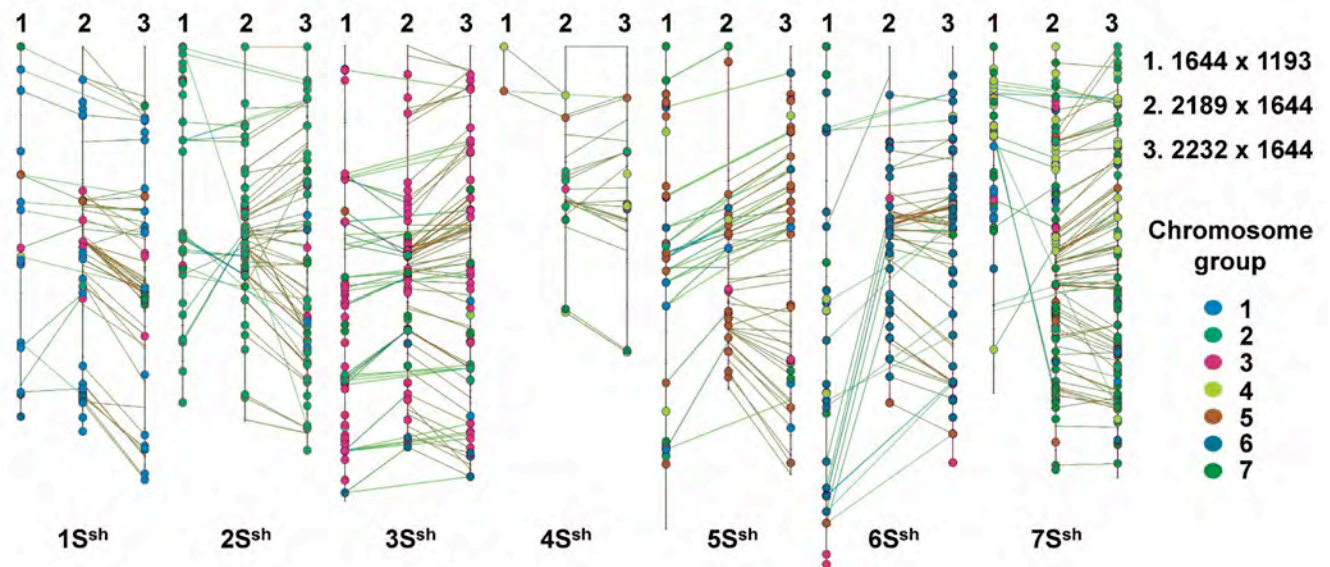 1 2 3 1 2 3 1 2 3 1 2 3 1 2 3 1 2 3 1 2 3
1. 1644 x 1193
2. 2189 x 1644
3. 2232 x 1644
Chromosome
group
1
2
3
4
5
6
7
1Sˢʰ 2Sˢʰ 3Sˢʰ 4Sˢʰ 5Sˢʰ 6Sˢʰ 7Sˢʰ